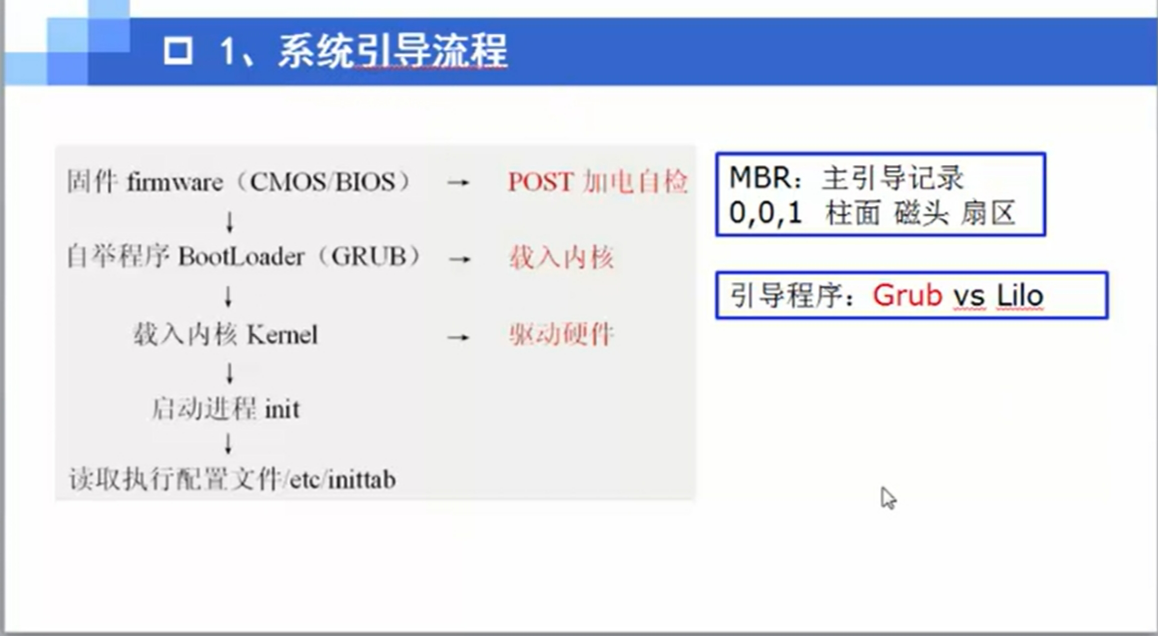 1、系统引导流程
固件 firmware（CMOS/BIOS） → POST 加电自检
↓
自举程序 BootLoader（GRUB） → 载入内核
↓
载入内核 Kernel → 驱动硬件
↓
启动进程 init
↓
读取执行配置文件/etc/inittab
MBR：主引导记录
0,0,1 柱面 磁头 扇区
引导程序：Grub vs Lilo